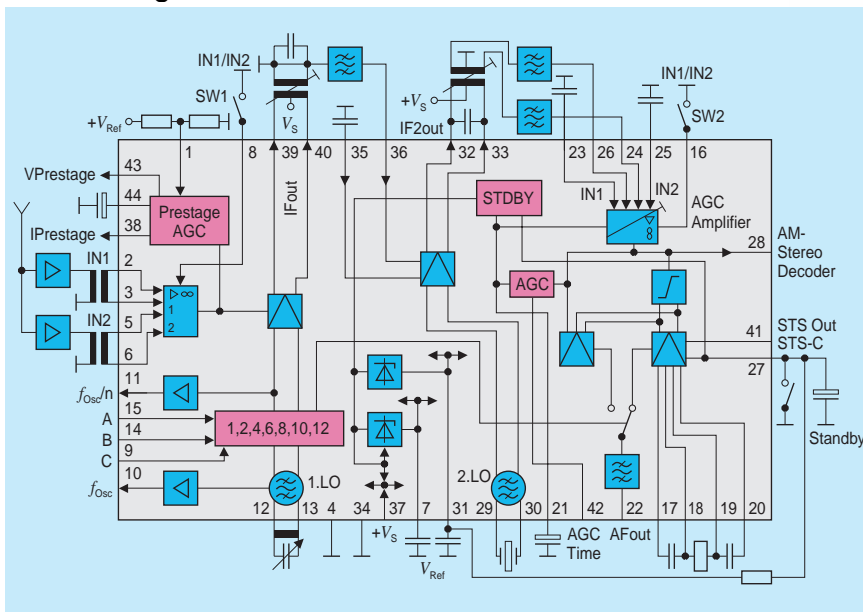 IN1/IN2
IN1/IN2
SW1
+VS
SW2
+VRef
VS
IF2out
1
8
39
40
35
36
32
33
23
26
24
25
16
43
VPrestage
44
Prestage
AGC
IFout
STDBY
IN1
IN2
AGC
Amplifier
38
IPrestage
28
AM-
Stereo
Decoder
IN1
2
3
▷∞
1
2
AGC
▽
8
IN2
5
6
41
STS Out
STS-C
27
11
fOsc/n
15
A
14
B
9
C
1,2,4,6,8,10,12
Standby
10
fOsc
1.LO
2.LO
12
13
4
34
37
7
31
29
30
21
42
22
17
18
19
20
+VS
VRef
AGC
Time
AFout